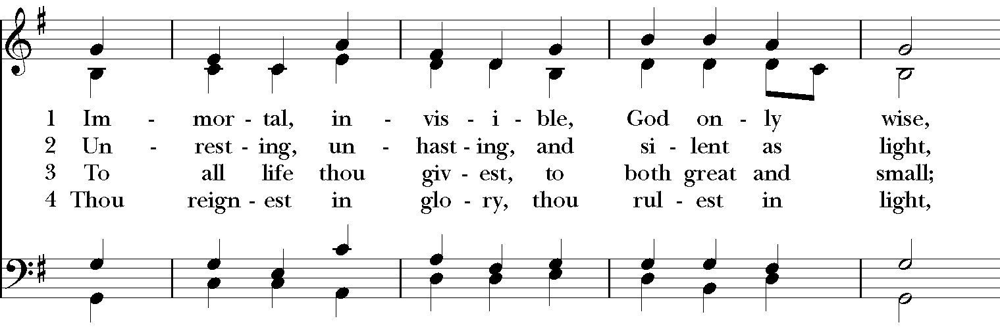 1 Im - mor - tal, in - vis - i - ble, God on - ly wise,
2 Un - rest - ing, un - hast - ing, and si - lent as light,
3 To all life thou giv - est, to both great and small;
4 Thou reign - est in glo - ry, thou rul - est in light,